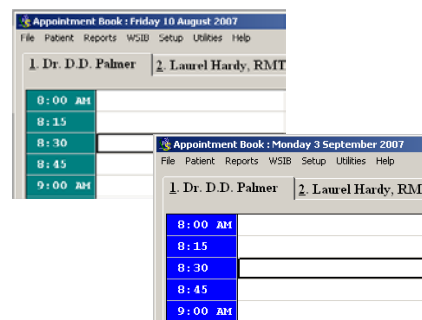 Appointment Book : Friday 10 August 2007
File Patient Reports WSIB Setup Utilities Help
1. Dr. D.D. Palmer 2. Laurel Hardy, RMT
8:00 AM
8:15
8:30
8:45
9:00 AM
Appointment Book : Monday 3 September 2007
File Patient Reports WSIB Setup Utilities Help
1. Dr. D.D. Palmer 2. Laurel Hardy, RM
8:00 AM
8:15
8:30
8:45
9:00 AM